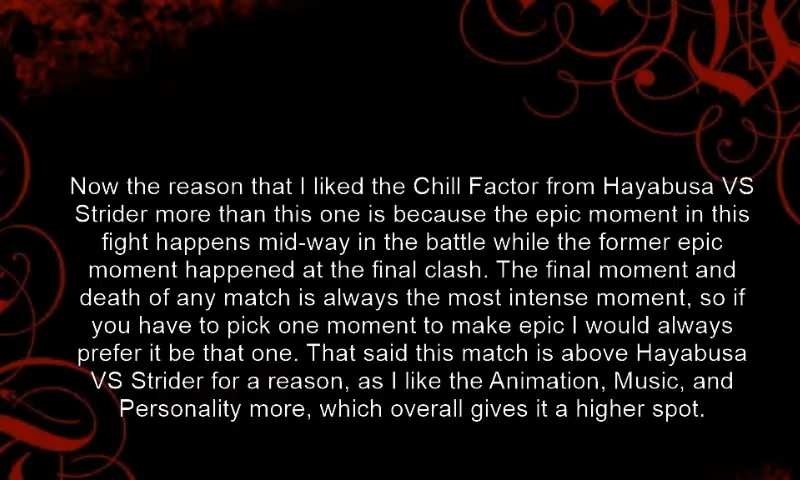 Now the reason that I liked the Chill Factor from Hayabusa VS
Strider more than this one is because the epic moment in this
fight happens mid-way in the battle while the former epic
moment happened at the final clash. The final moment and
death of any match is always the most intense moment, so if
you have to pick one moment to make epic I would always
prefer it be that one. That said this match is above Hayabusa
VS Strider for a reason, as I like the Animation, Music, and
Personality more, which overall gives it a higher spot.